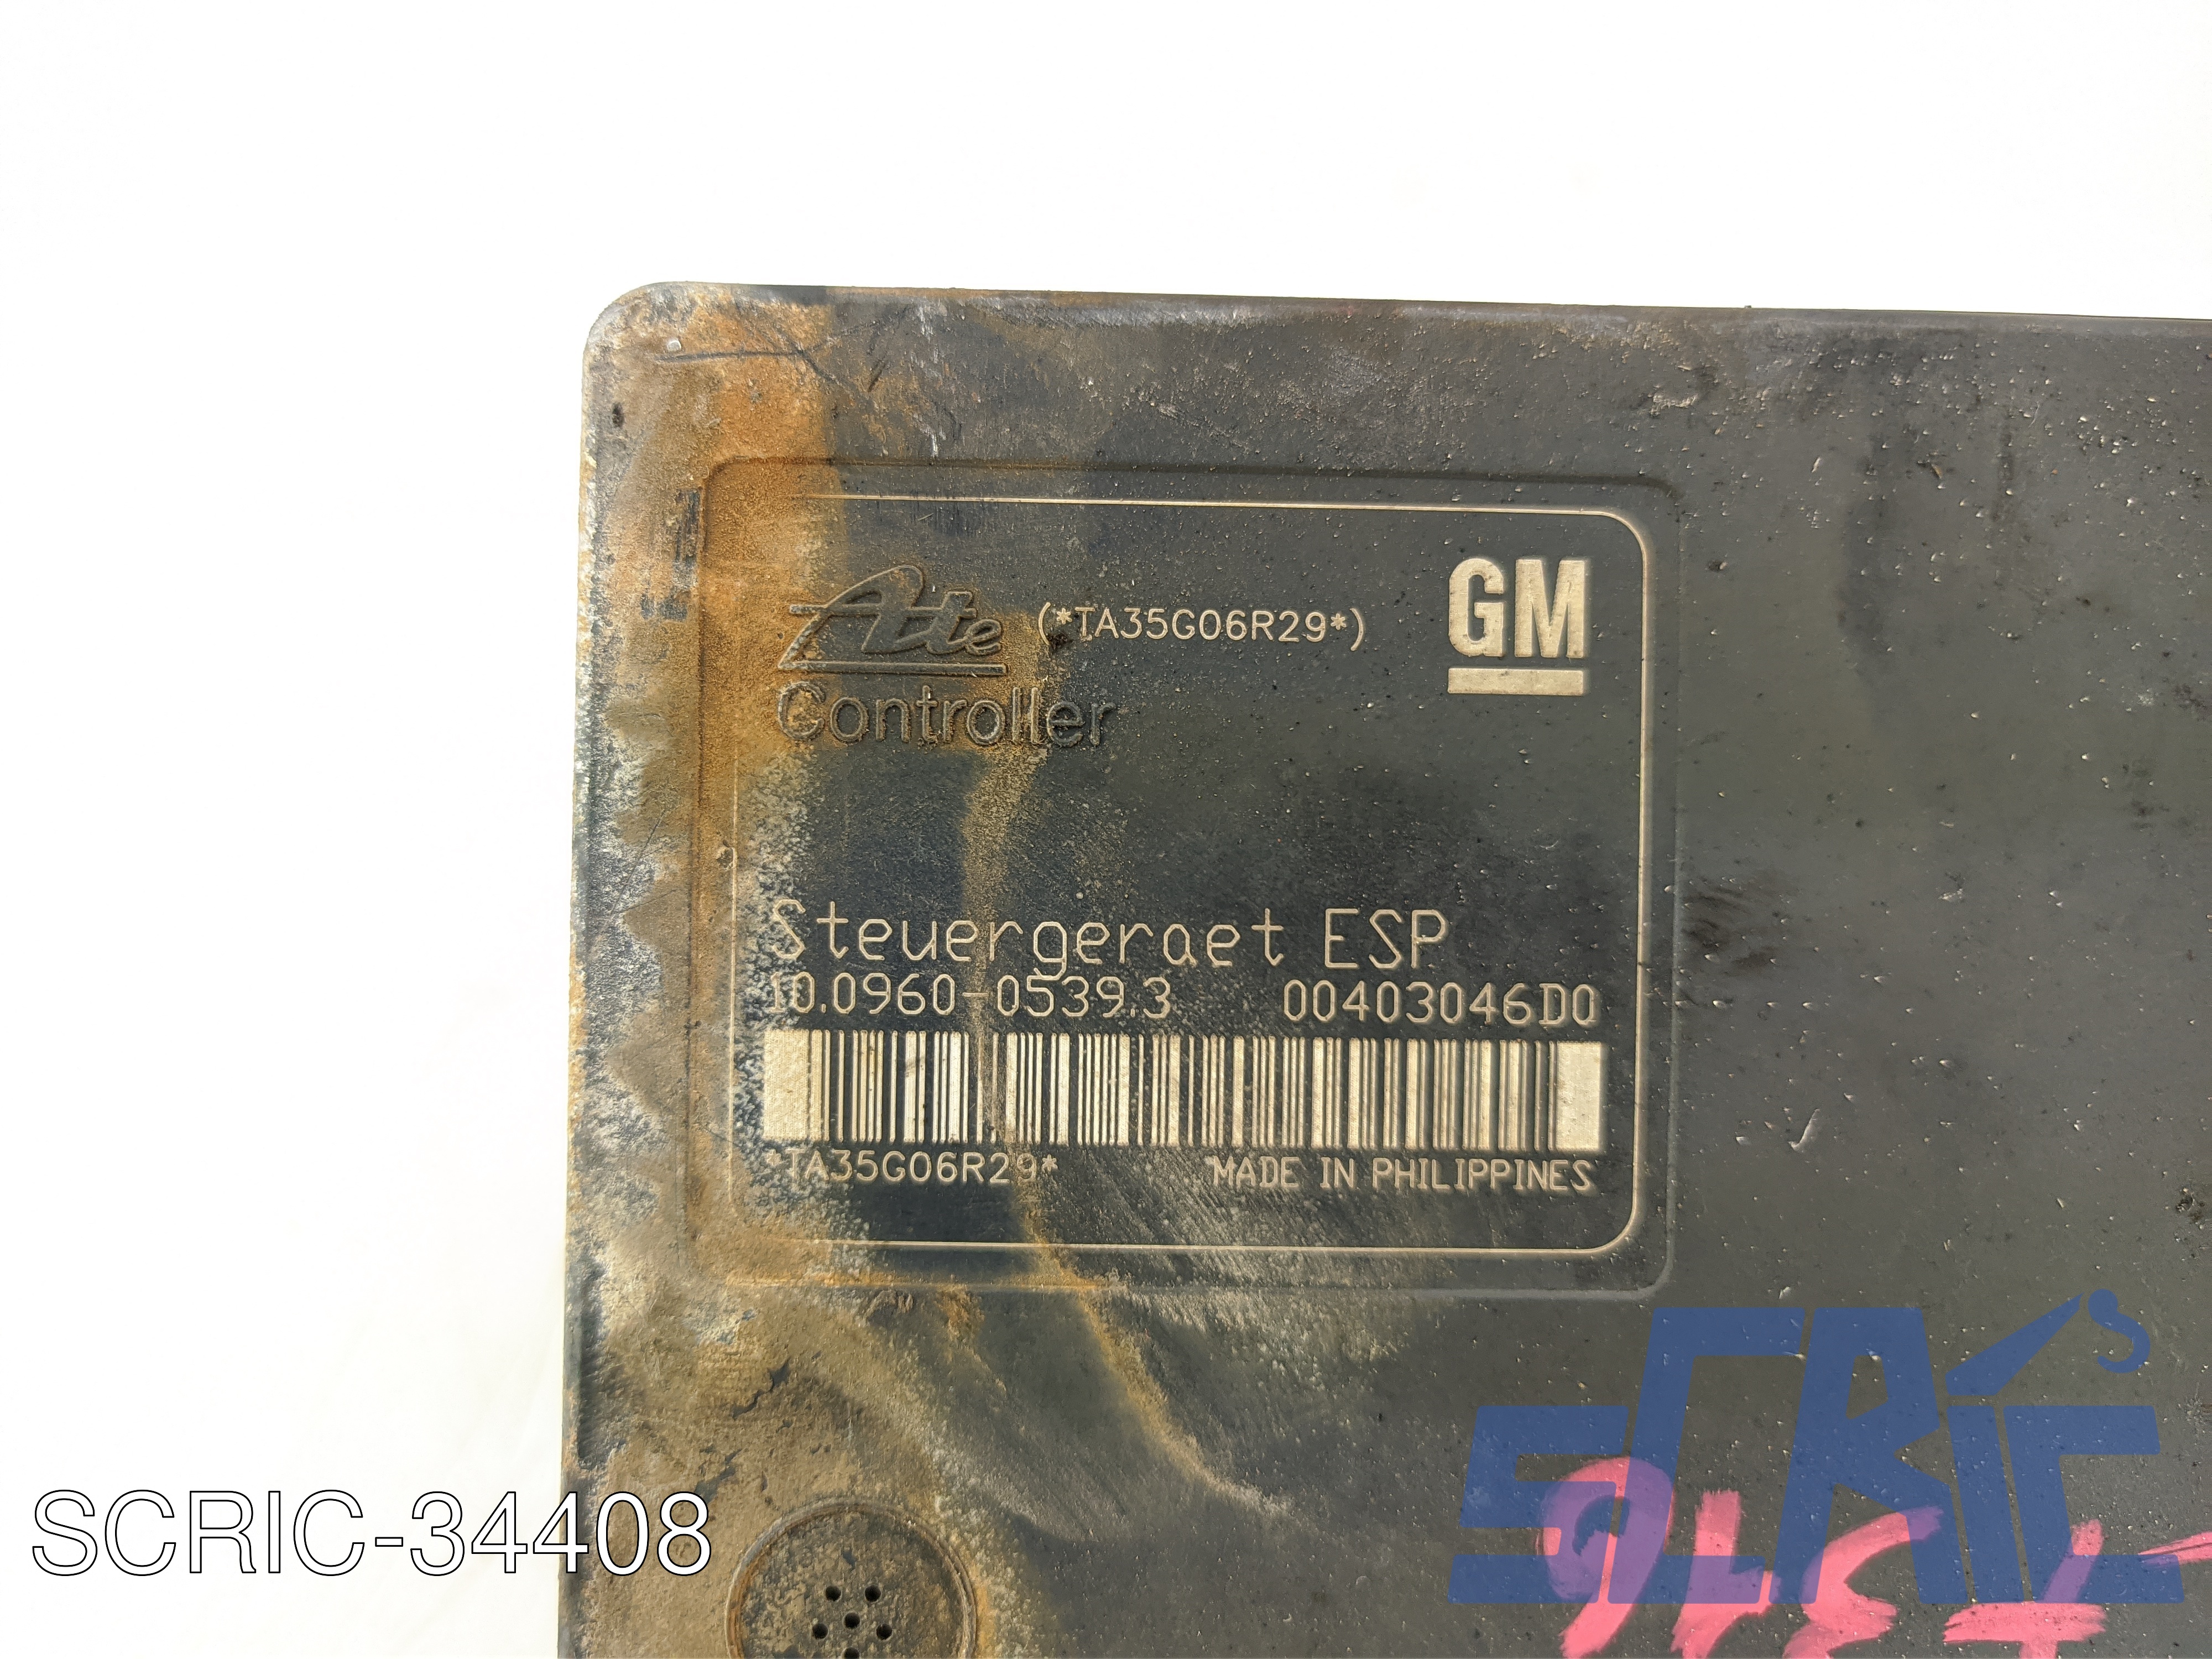 Ate (*TA35G06R29*) GM
Controller
Steuergeraet ESP
10.0960-0539.3 00403046D0
*TA35G06R29* MADE IN PHILIPPINES
SCRIC
SCRIC-34408